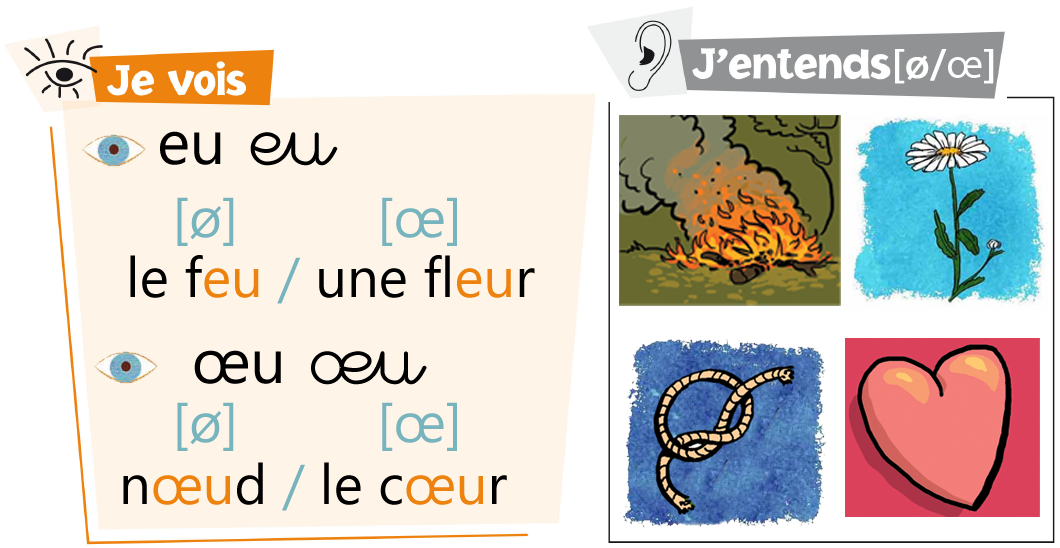 Je vois
eu eu
[ø] [œ]
le feu / une fleur
œu œu
[ø] [œ]
nœud / le cœur
J'entends [ø/œ]